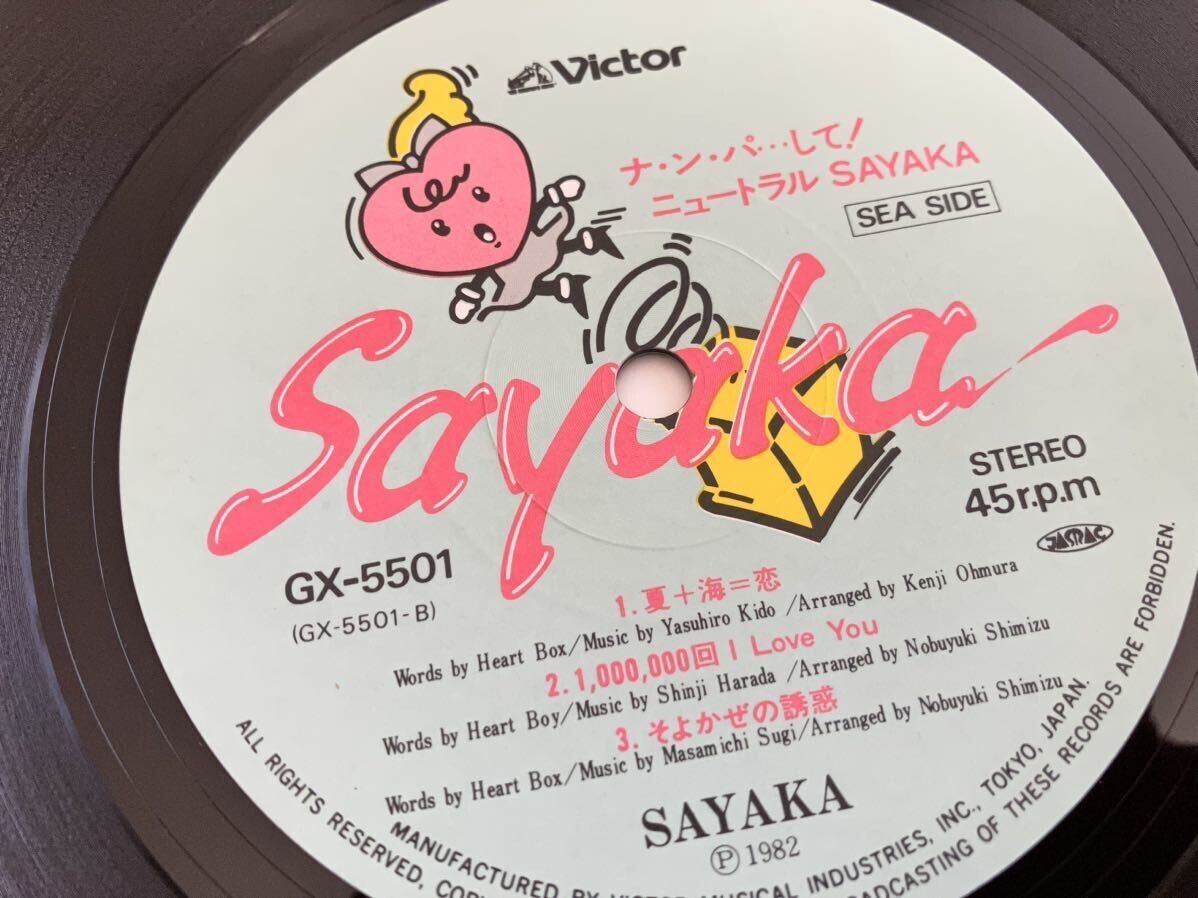 Victor
ナ・ン・パ…して!
ニュートラル SAYAKA
SEA SIDE
Sayaka
STEREO
45r.p.m
JASRAC
GX-5501
(GX-5501-B)
1. 夏+海=恋
Words by Heart Box/Music by Yasuhiro Kido /Arranged by Kenji Ohmura
2. 1,000,000回 I Love You
Words by Heart Boy/Music by Shinji Harada /Arranged by Nobuyuki Shimizu
3. そよかぜの誘惑
Words by Heart Box/Music by Masamichi Sugi/Arranged by Nobuyuki Shimizu
SAYAKA
Ⓟ 1982
MANUFACTURED BY VICTOR MUSICAL INDUSTRIES, INC., TOKYO, JAPAN.
ALL RIGHTS RESERVED,
OF THESE RECORDS ARE FORBIDDEN.